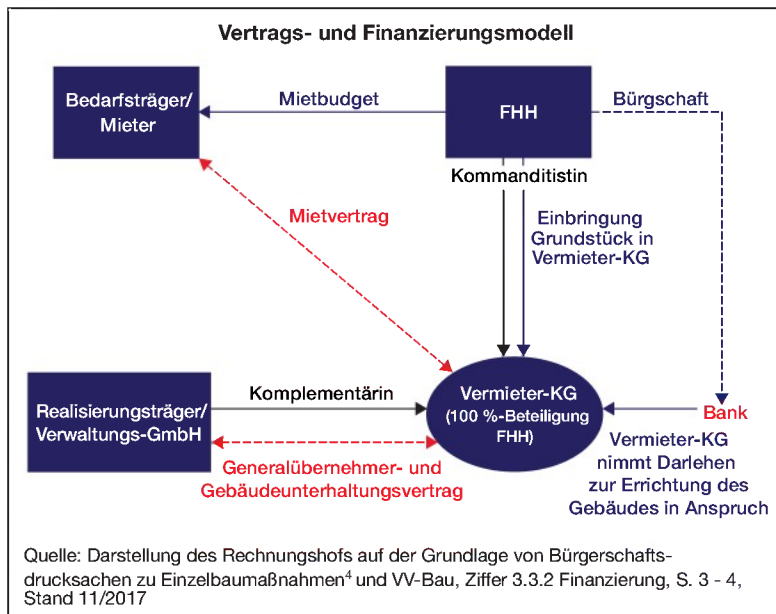 Vertrags- und Finanzierungsmodell
Bedarfsträger/
Mieter
Mietbudget
FHH
Bürgschaft
Kommanditistin
Mietvertrag
Einbringung
Grundstück in
Vermieter-KG
Realisierungsträger/
Verwaltungs-GmbH
Komplementärin
Vermieter-KG
(100 %-Beteiligung
FHH)
Bank
Generalübernehmer- und
Gebäudeunterhaltungsvertrag
Vermieter-KG
nimmt Darlehen
zur Errichtung des
Gebäudes in Anspruch
Quelle: Darstellung des Rechnungshofs auf der Grundlage von Bürgerschafts-
drucksachen zu Einzelbaumaßnahmen⁴ und VV-Bau, Ziffer 3.3.2 Finanzierung, S. 3 - 4,
Stand 11/2017